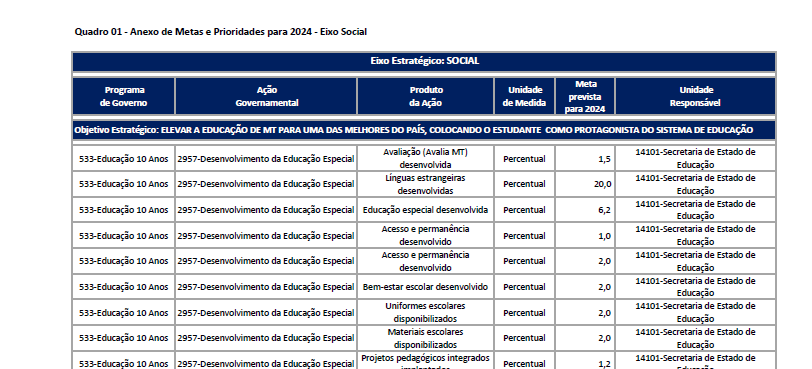 Quadro 01 - Anexo de Metas e Prioridades para 2024 - Eixo Social
Eixo Estratégico: SOCIAL
Programa de Governo Ação Governamental Produto da Ação Unidade de Medida Meta prevista para 2024 Unidade Responsável
Objetivo Estratégico: ELEVAR A EDUCAÇÃO DE MT PARA UMA DAS MELHORES DO PAÍS, COLOCANDO O ESTUDANTE COMO PROTAGONISTA DO SISTEMA DE EDUCAÇÃO
533-Educação 10 Anos 2957-Desenvolvimento da Educação Especial Avaliação (Avalia MT) desenvolvida Percentual 1,5 14101-Secretaria de Estado de Educação
533-Educação 10 Anos 2957-Desenvolvimento da Educação Especial Línguas estrangeiras desenvolvidas Percentual 20,0 14101-Secretaria de Estado de Educação
533-Educação 10 Anos 2957-Desenvolvimento da Educação Especial Educação especial desenvolvida Percentual 6,2 14101-Secretaria de Estado de Educação
533-Educação 10 Anos 2957-Desenvolvimento da Educação Especial Acesso e permanência desenvolvido Percentual 1,0 14101-Secretaria de Estado de Educação
533-Educação 10 Anos 2957-Desenvolvimento da Educação Especial Acesso e permanência desenvolvido Percentual 2,0 14101-Secretaria de Estado de Educação
533-Educação 10 Anos 2957-Desenvolvimento da Educação Especial Bem-estar escolar desenvolvido Percentual 2,0 14101-Secretaria de Estado de Educação
533-Educação 10 Anos 2957-Desenvolvimento da Educação Especial Uniformes escolares disponibilizados Percentual 2,0 14101-Secretaria de Estado de Educação
533-Educação 10 Anos 2957-Desenvolvimento da Educação Especial Materiais escolares disponibilizados Percentual 2,0 14101-Secretaria de Estado de Educação
533-Educação 10 Anos 2957-Desenvolvimento da Educação Especial Projetos pedagógicos integrados Percentual 1,2 14101-Secretaria de Estado de